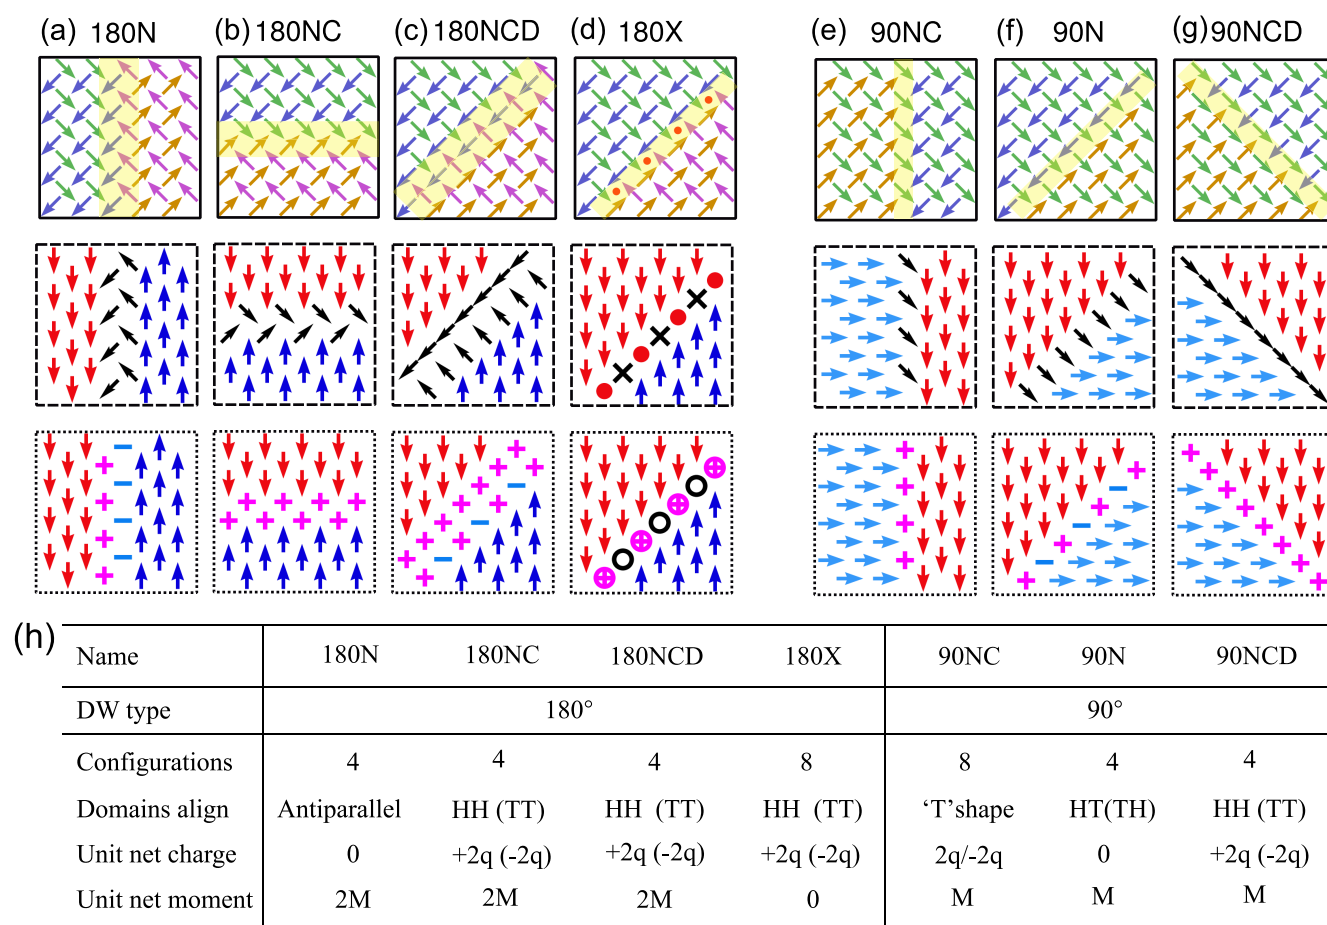 (a) 180N (b) 180NC (c) 180NCD (d) 180X (e) 90NC (f) 90N (g) 90NCD
(h)
Name 180N 180NC 180NCD 180X 90NC 90N 90NCD
DW type 180° 90°
Configurations 4 4 4 8 8 4 4
Domains align Antiparallel HH (TT) HH (TT) HH (TT) ‘T’shape HT(TH) HH (TT)
Unit net charge 0 +2q (-2q) +2q (-2q) +2q (-2q) 2q/-2q 0 +2q (-2q)
Unit net moment 2M 2M 2M 0 M M M